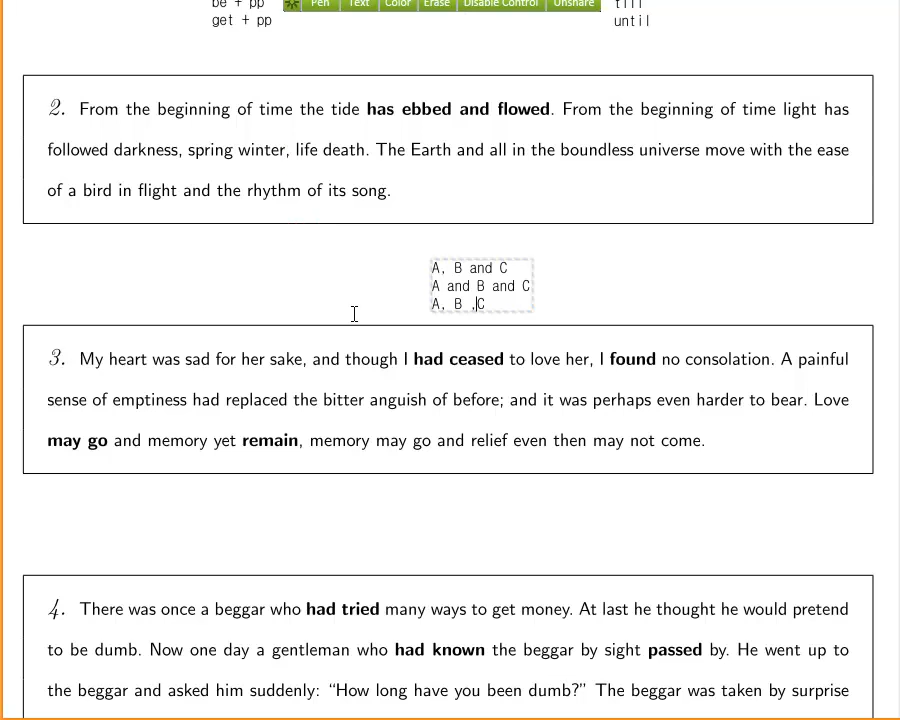 be + pp
Pen Text Color Erase Disable Control Unshare
till
get + pp
until
2. From the beginning of time the tide has ebbed and flowed. From the beginning of time light has
followed darkness, spring winter, life death. The Earth and all in the boundless universe move with the ease
of a bird in flight and the rhythm of its song.
A, B and C
A and B and C
A, B ,C
3. My heart was sad for her sake, and though I had ceased to love her, I found no consolation. A painful
sense of emptiness had replaced the bitter anguish of before; and it was perhaps even harder to bear. Love
may go and memory yet remain, memory may go and relief even then may not come.
4. There was once a beggar who had tried many ways to get money. At last he thought he would pretend
to be dumb. Now one day a gentleman who had known the beggar by sight passed by. He went up to
the beggar and asked him suddenly: “How long have you been dumb?” The beggar was taken by surprise